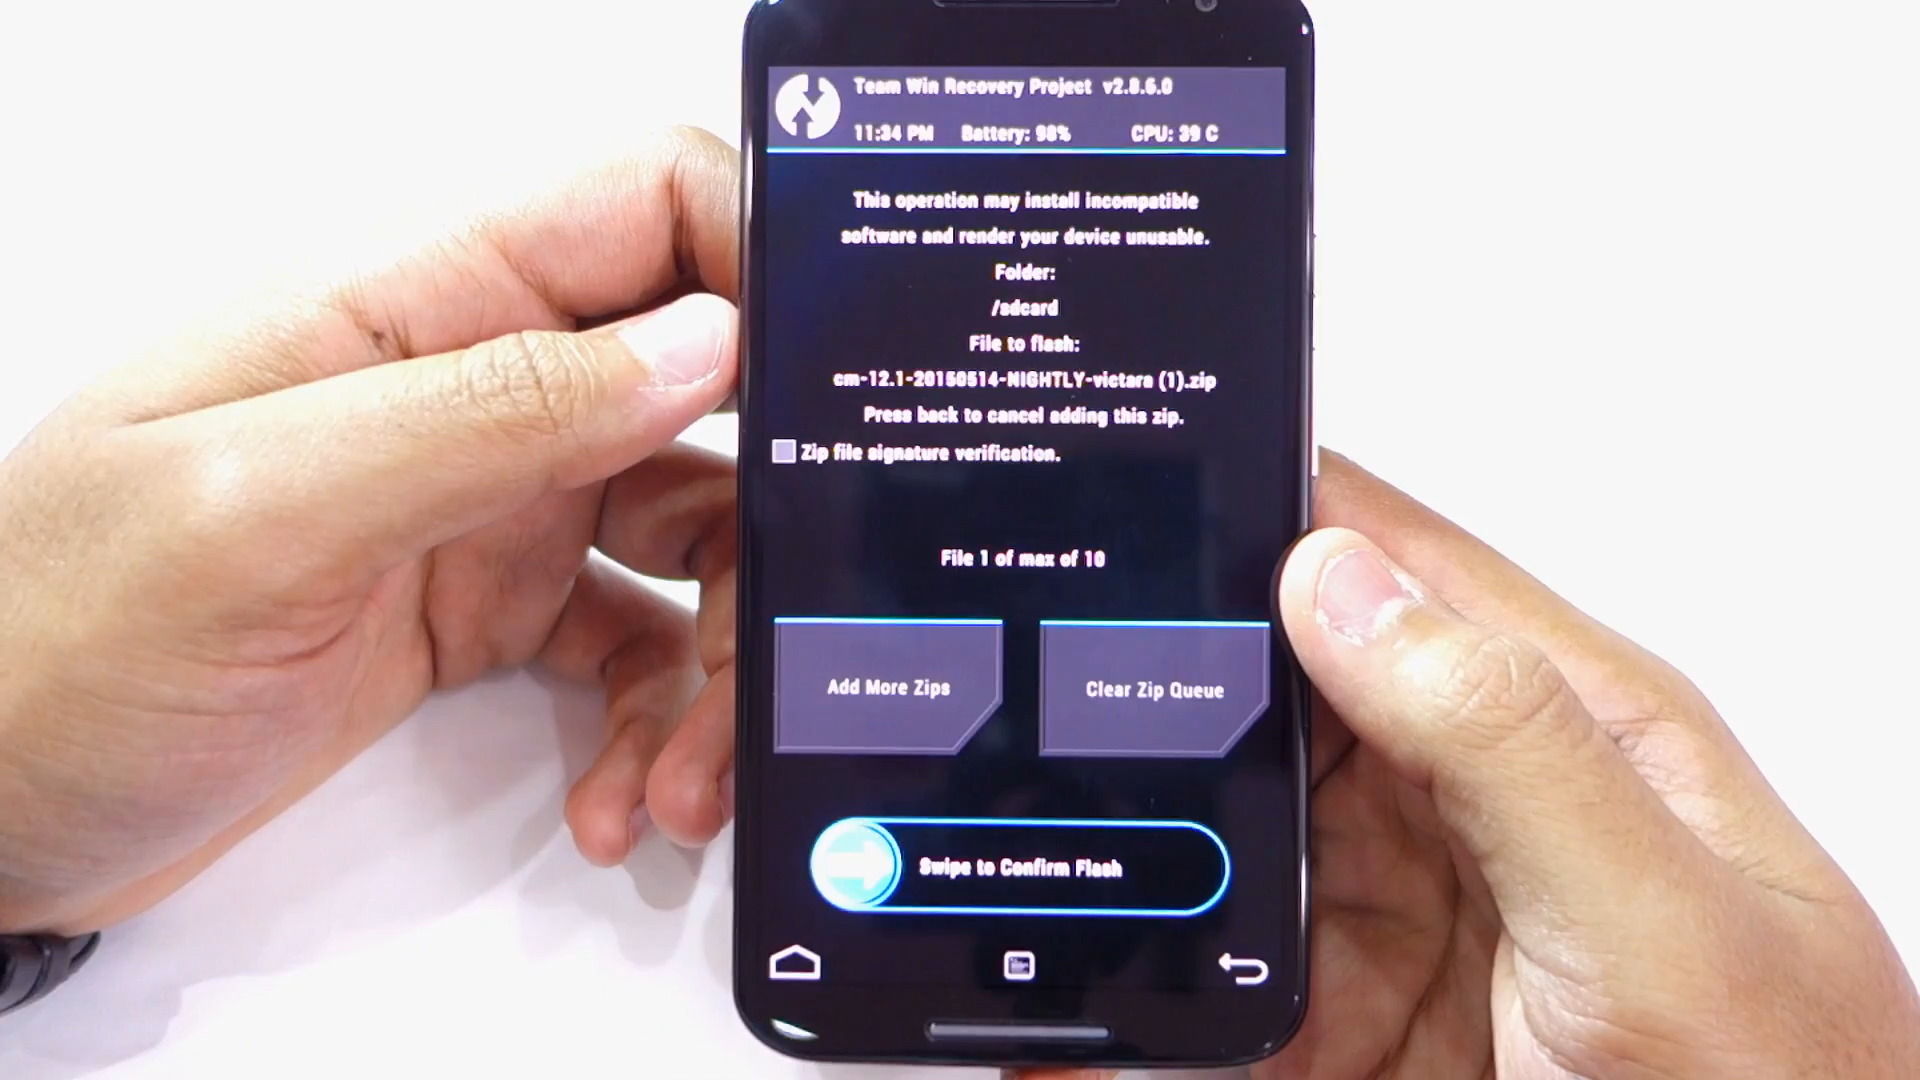 Team Win Recovery Project v2.8.6.0
11:34 PM Battery: 98% CPU: 39 C
This operation may install incompatible
software and render your device unusable.
Folder:
/sdcard
File to flash:
cm-12.1-20150514-NIGHTLY-victara (1).zip
Press back to cancel adding this zip.
Zip file signature verification.
File 1 of max of 10
Add More Zips
Clear Zip Queue
Swipe to Confirm Flash